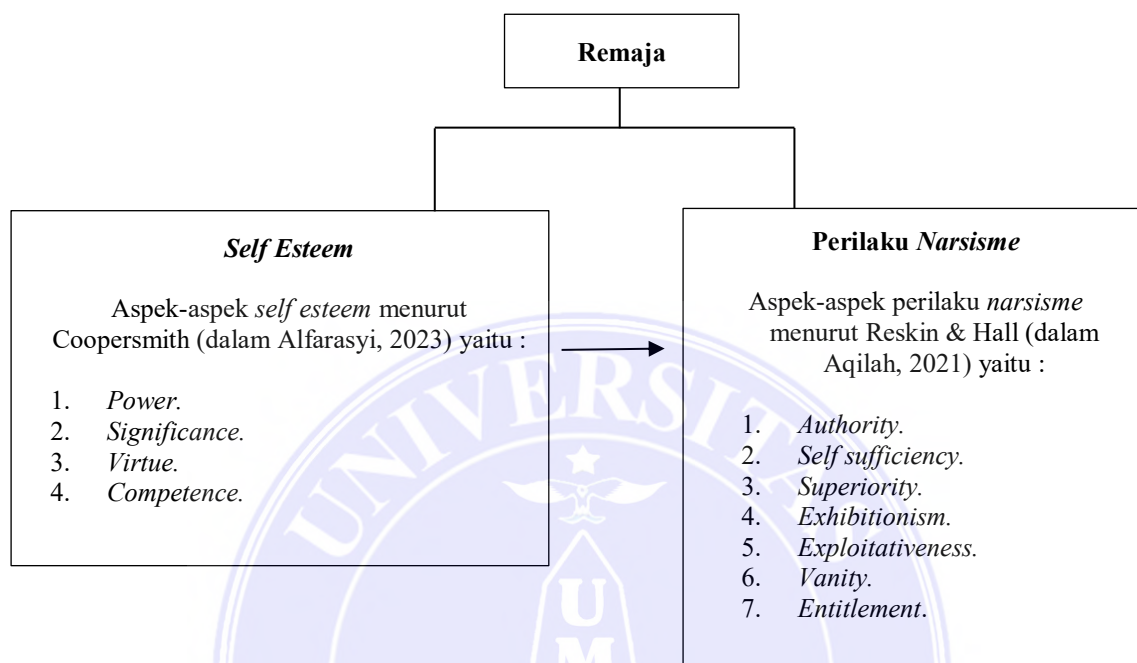 Remaja
Self Esteem
Aspek-aspek self esteem menurut
Coopersmith (dalam Alfarasyi, 2023) yaitu :
1. Power.
2. Significance.
3. Virtue.
4. Competence.
Perilaku Narsisme
Aspek-aspek perilaku narsisme
menurut Reskin & Hall (dalam
Aqilah, 2021) yaitu :
1. Authority.
2. Self sufficiency.
3. Superiority.
4. Exhibitionism.
5. Exploitativeness.
6. Vanity.
7. Entitlement.
UNIVERSITAS
U
M